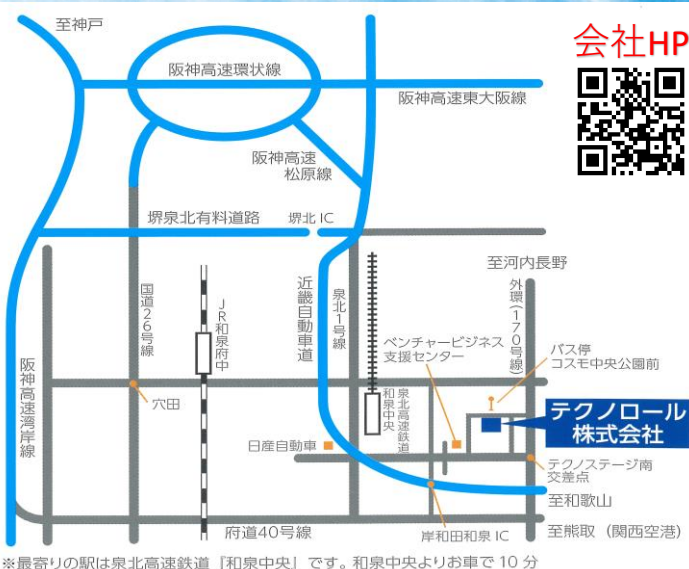 至神戸
会社HP
阪神高速環状線
阪神高速東大阪線
阪神高速
松原線
堺泉北有料道路
堺北 IC
至河内長野
外環(170号線)
国道26号線
JR和泉府中
近畿自動車道
泉北1号線
ベンチャービジネス
支援センター
バス停
コスモ中央公園前
阪神高速湾岸線
穴田
和泉中央
泉北高速鉄道
テクノロール
株式会社
日産自動車
テクノステージ南
交差点
至和歌山
府道40号線
岸和田和泉 IC
至熊取(関西空港)
※最寄りの駅は泉北高速鉄道『和泉中央』です。和泉中央よりお車で 10 分